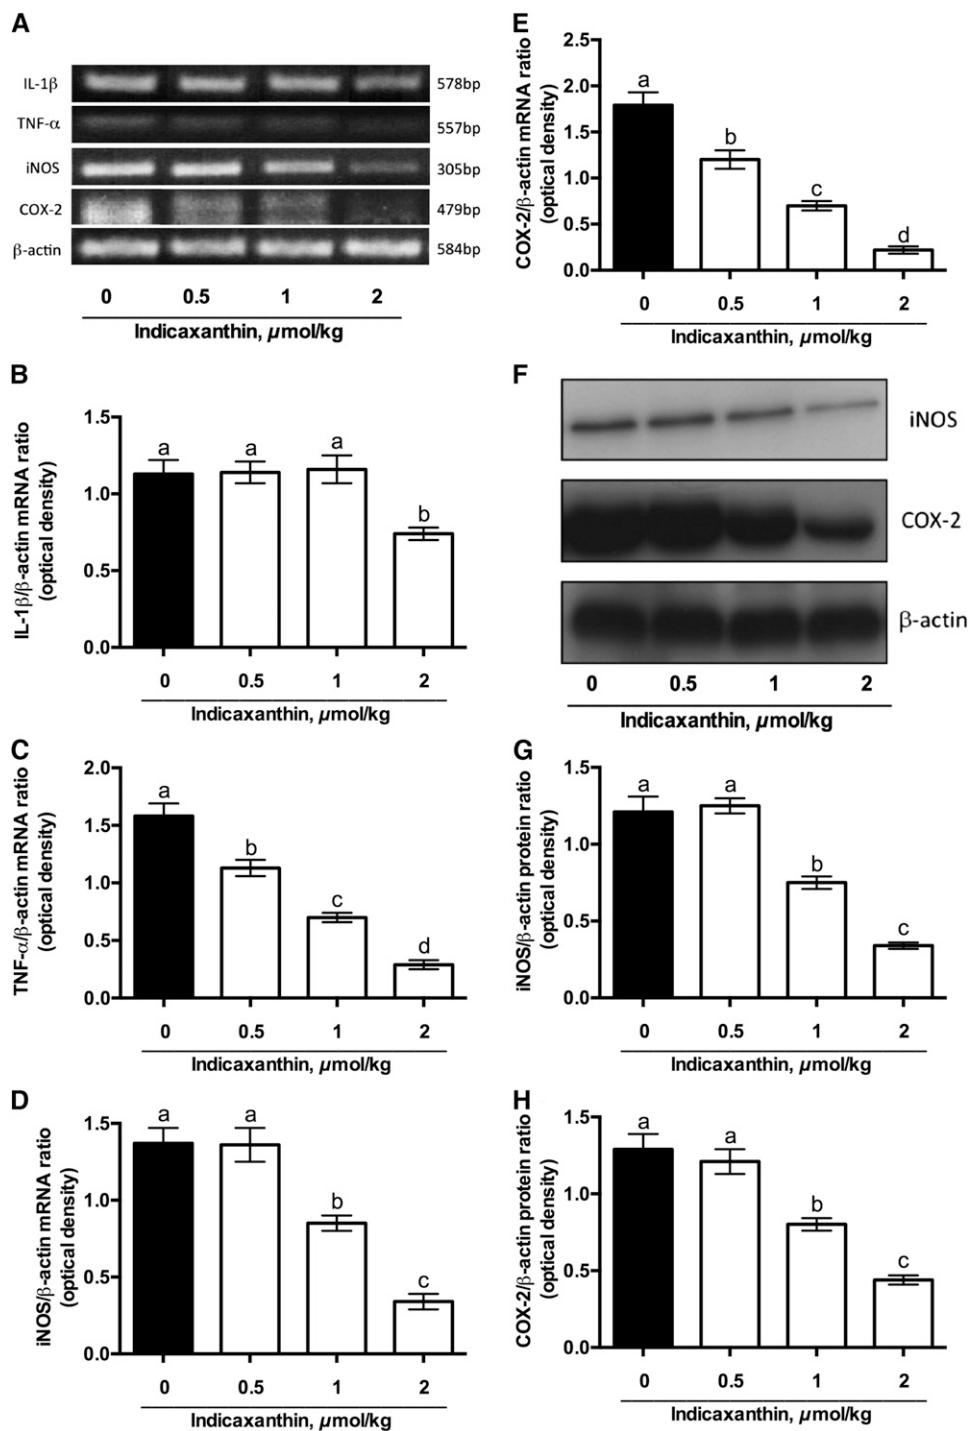 A
IL-1β 578bp
TNF-α 557bp
iNOS 305bp
COX-2 479bp
β-actin 584bp
0 0.5 1 2
Indicaxanthin, µmol/kg
B
IL-1β/β-actin mRNA ratio
(optical density)
1.5
1.0
0.5
0.0
a a a b
0 0.5 1 2
Indicaxanthin, µmol/kg
C
TNF-α/β-actin mRNA ratio
(optical density)
2.0
1.5
1.0
0.5
0.0
a b c d
0 0.5 1 2
Indicaxanthin, µmol/kg
D
iNOS/β-actin mRNA ratio
(optical density)
1.5
1.0
0.5
0.0
a a b c
0 0.5 1 2
Indicaxanthin, µmol/kg
E
COX-2/β-actin mRNA ratio
(optical density)
2.5
2.0
1.5
1.0
0.5
0.0
a b c d
0 0.5 1 2
Indicaxanthin, µmol/kg
F
iNOS
COX-2
β-actin
0 0.5 1 2
Indicaxanthin, µmol/kg
G
iNOS/β-actin protein ratio
(optical density)
1.5
1.0
0.5
0.0
a a b c
0 0.5 1 2
Indicaxanthin, µmol/kg
H
COX-2/β-actin protein ratio
(optical density)
1.5
1.0
0.5
0.0
a a b c
0 0.5 1 2
Indicaxanthin, µmol/kg